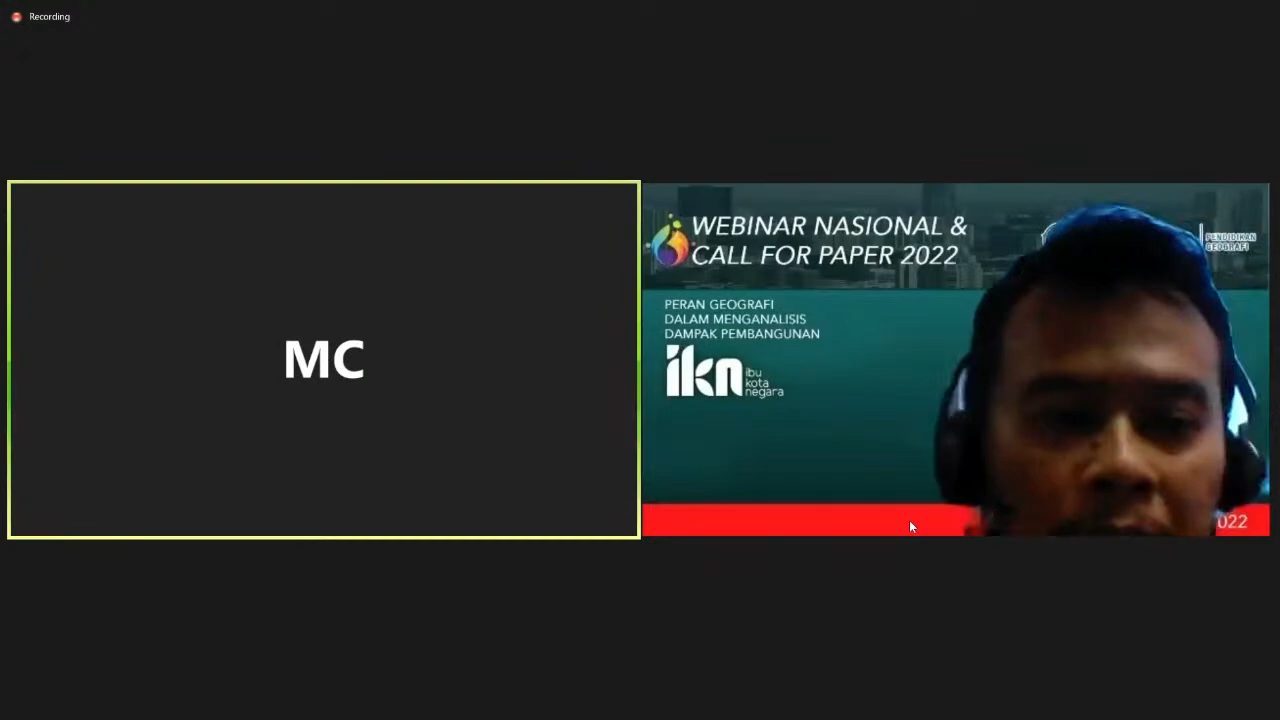 Recording
MC
WEBINAR NASIONAL &
CALL FOR PAPER 2022
PENDIDIKAN
GEOGRAFI
PERAN GEOGRAFI
DALAM MENGANALISIS
DAMPAK PEMBANGUNAN
ikn
ibu
kota
negara
022